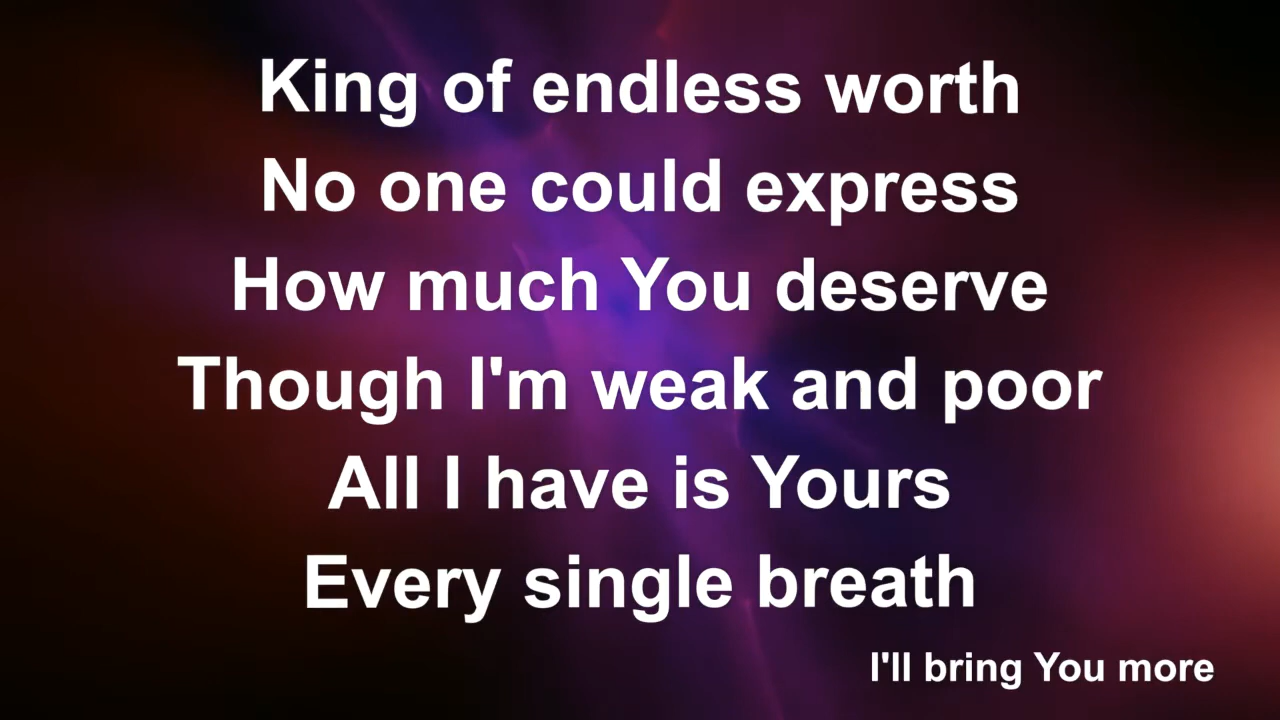 King of endless worth
No one could express
How much You deserve
Though I'm weak and poor
All I have is Yours
Every single breath
I'll bring You more